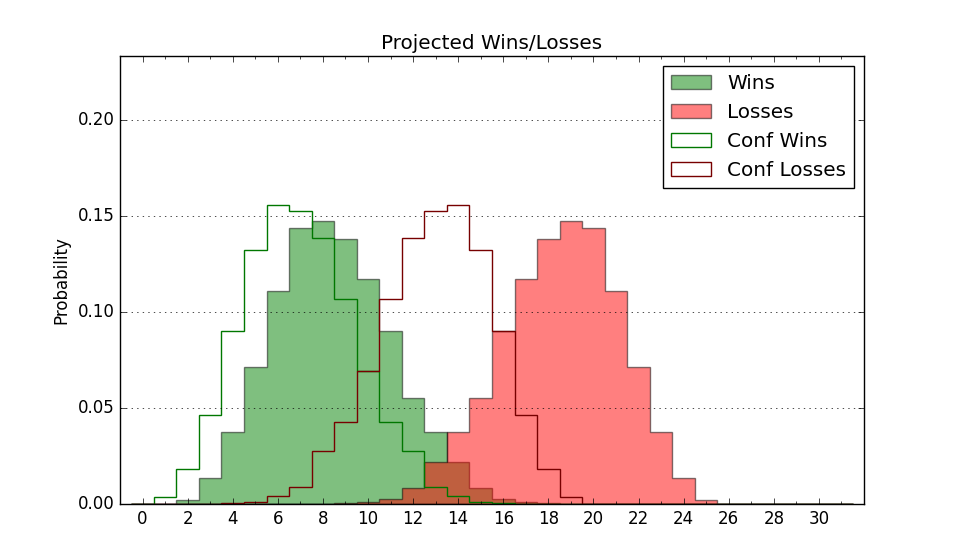 Projected Wins/Losses
Wins
Losses
Conf Wins
Conf Losses
Probability
0.20
0.15
0.10
0.05
0.00
0 2 4 6 8 10 12 14 16 18 20 22 24 26 28 30